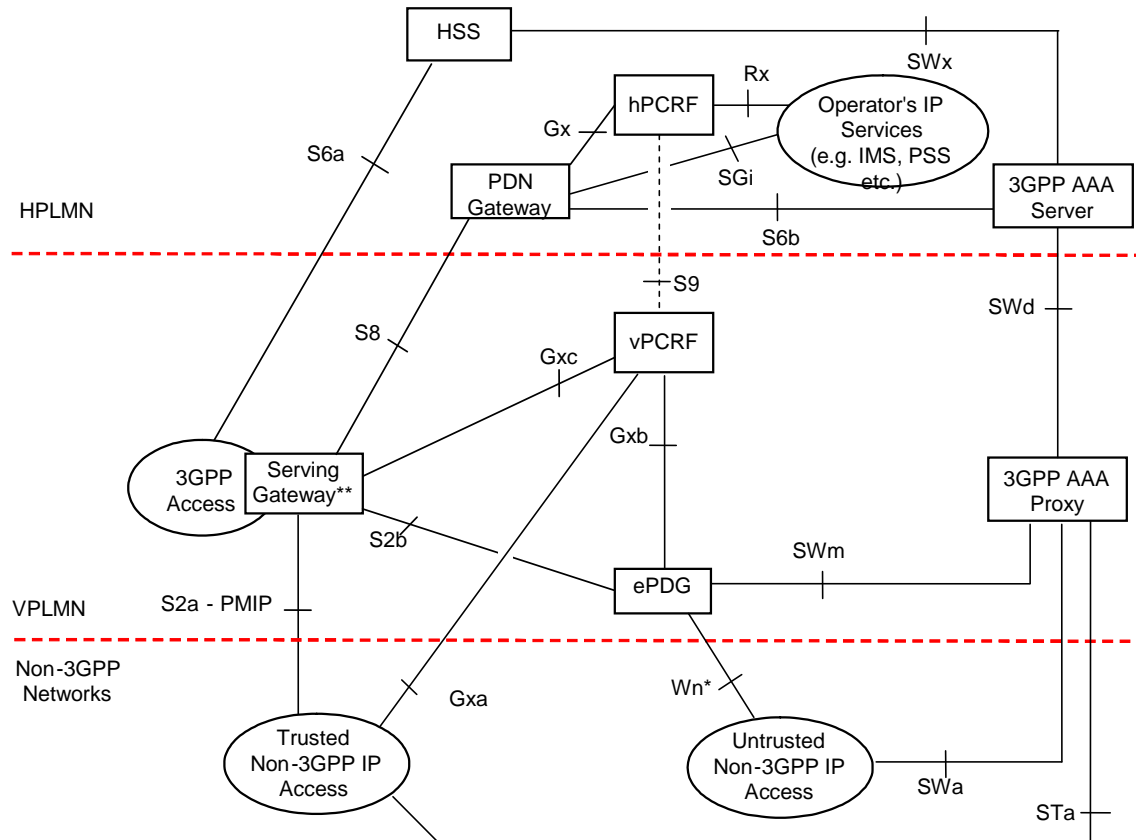 HSS
SWx
hPCRF
Rx
Operator's IP
Services
(e.g. IMS, PSS
etc.)
Gx
S6a
SGi
PDN
Gateway
3GPP AAA
Server
HPLMN
S6b
S9
SWd
S8
vPCRF
Gxc
Gxb
3GPP
Access
Serving
Gateway**
3GPP AAA
Proxy
S2b
SWm
ePDG
S2a - PMIP
VPLMN
Non-3GPP
Networks
Gxa
Wn*
Trusted
Non-3GPP IP
Access
Untrusted
Non-3GPP IP
Access
SWa
STa